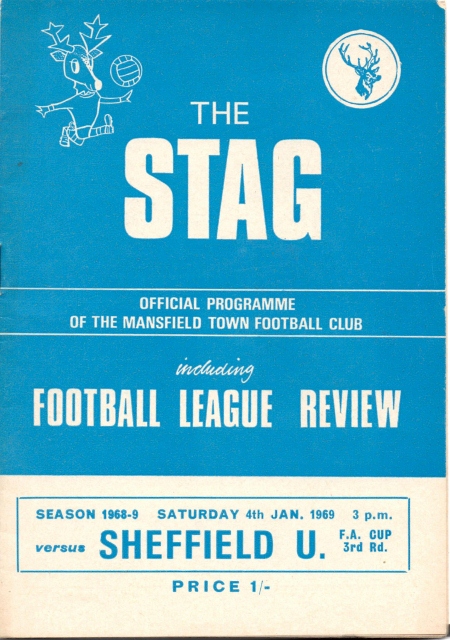 THE
STAG
OFFICIAL PROGRAMME
OF THE MANSFIELD TOWN FOOTBALL CLUB
including
FOOTBALL LEAGUE REVIEW
SEASON 1968-9 SATURDAY 4th JAN. 1969 3 p.m.
versus SHEFFIELD U. F.A. CUP
3rd Rd.
PRICE 1/-